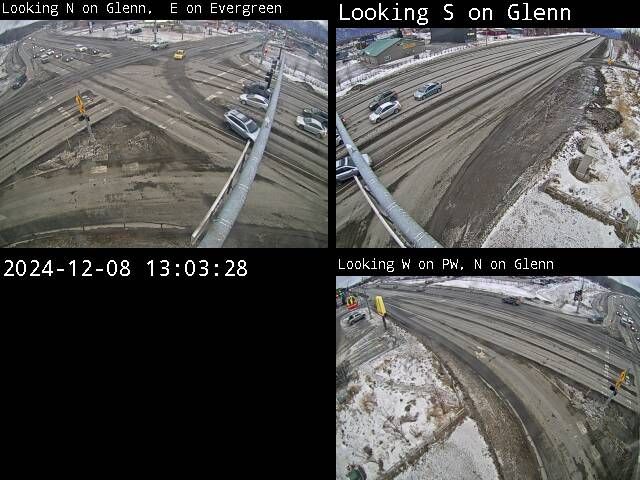 Looking N on Glenn,  E on Evergreen
Looking S on Glenn
2024-12-08 13:03:28
Looking W on PW, N on Glenn